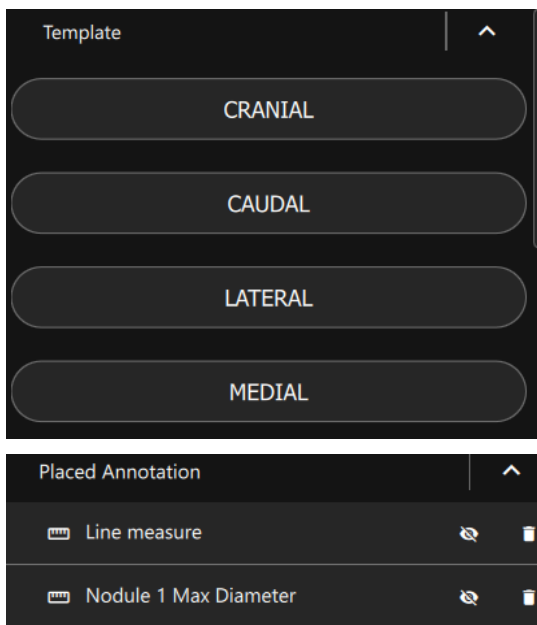 Template
CRANIAL
CAUDAL
LATERAL
MEDIAL
Placed Annotation
Line measure
Nodule 1 Max Diameter